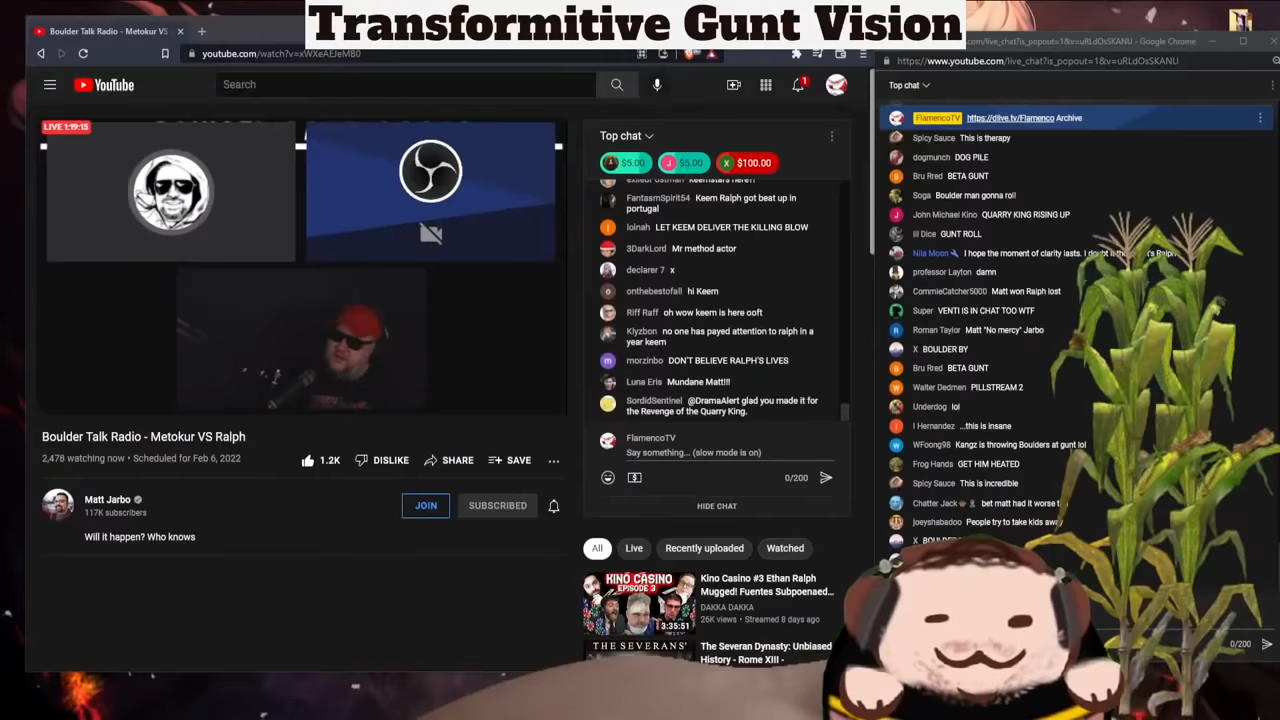 Transformitive Gunt Vision
Boulder Talk Radio - Metokur VS
youtube.com/watch?v=xWXeAEJeM80
YouTube
Search
1
LIVE 1:19:15
Boulder Talk Radio - Metokur VS Ralph
2,478 watching now • Scheduled for Feb 6, 2022
1.2K
DISLIKE
SHARE
SAVE
Matt Jarbo
117K subscribers
JOIN
SUBSCRIBED
Will it happen? Who knows
Top chat
$5.00
$5.00
$100.00
FantasmSpirit54 Keem Ralph got beat up in
portugal
loinah LET KEEM DELIVER THE KILLING BLOW
3DarkLord Mr method actor
declarer 7 x
onthebestofall hi Keem
Riff Raff oh wow keem is here ooft
Klyzbon no one has payed attention to ralph in a
year keem
morzinbo DON'T BELIEVE RALPH'S LIVES
Luna Eris Mundane Matt!!!
SordidSentinel @DramaAlert glad you made it for
the Revenge of the Quarry King.
FlamencoTV
Say something... (slow mode is on)
0/200
HIDE CHAT
All
Live
Recently uploaded
Watched
KINO CASINO
EPISODE 3
3:35:51
Kino Casino #3 Ethan Ralph
Mugged! Fuentes Subpoenaed...
DAKKA DAKKA
26K views • Streamed 8 days ago
THE SEVERANS'
The Severan Dynasty: Unbiased
History - Rome XIII -
.com/live_chat?is_popout=1&v=uRLdOsSKANU - Google Chrome
https://www.youtube.com/live_chat?is_popout=1&v=uRLdOsSKANU
Top chat
FlamencoTV https://dlive.tv/Flamenco Archive
Spicy Sauce This is therapy
dogmunch DOG PILE
Bru Rred BETA GUNT
Soga Boulder man gonna roll
John Michael Kino QUARRY KING RISING UP
lil Dice GUNT ROLL
Nila Moon I hope the moment of clarity lasts. I doubt it Ralph
professor Layton damn
CommieCatcher5000 Matt won Ralph lost
Super VENTI IS IN CHAT TOO WTF
Roman Taylor Matt "No mercy" Jarbo
X BOULDER BY
Bru Rred BETA GUNT
Walter Dedmen PILLSTREAM 2
Underdog lol
I Hernandez ...this is insane
WFoong98 Kangz is throwing Boulders at gunt lol
Frog Hands GET HIM HEATED
Spicy Sauce This is incredible
Chatter Jack bet matt had it worse
joeyshabadoo People try to take kids
X
0/200